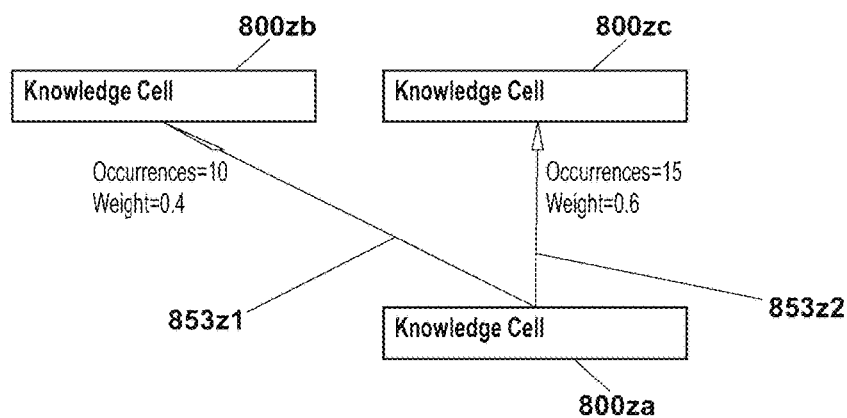 800zb
800zc
Knowledge Cell
Knowledge Cell
Occurrences=10
Weight=0.4
Occurrences=15
Weight=0.6
853z1
853z2
Knowledge Cell
800za